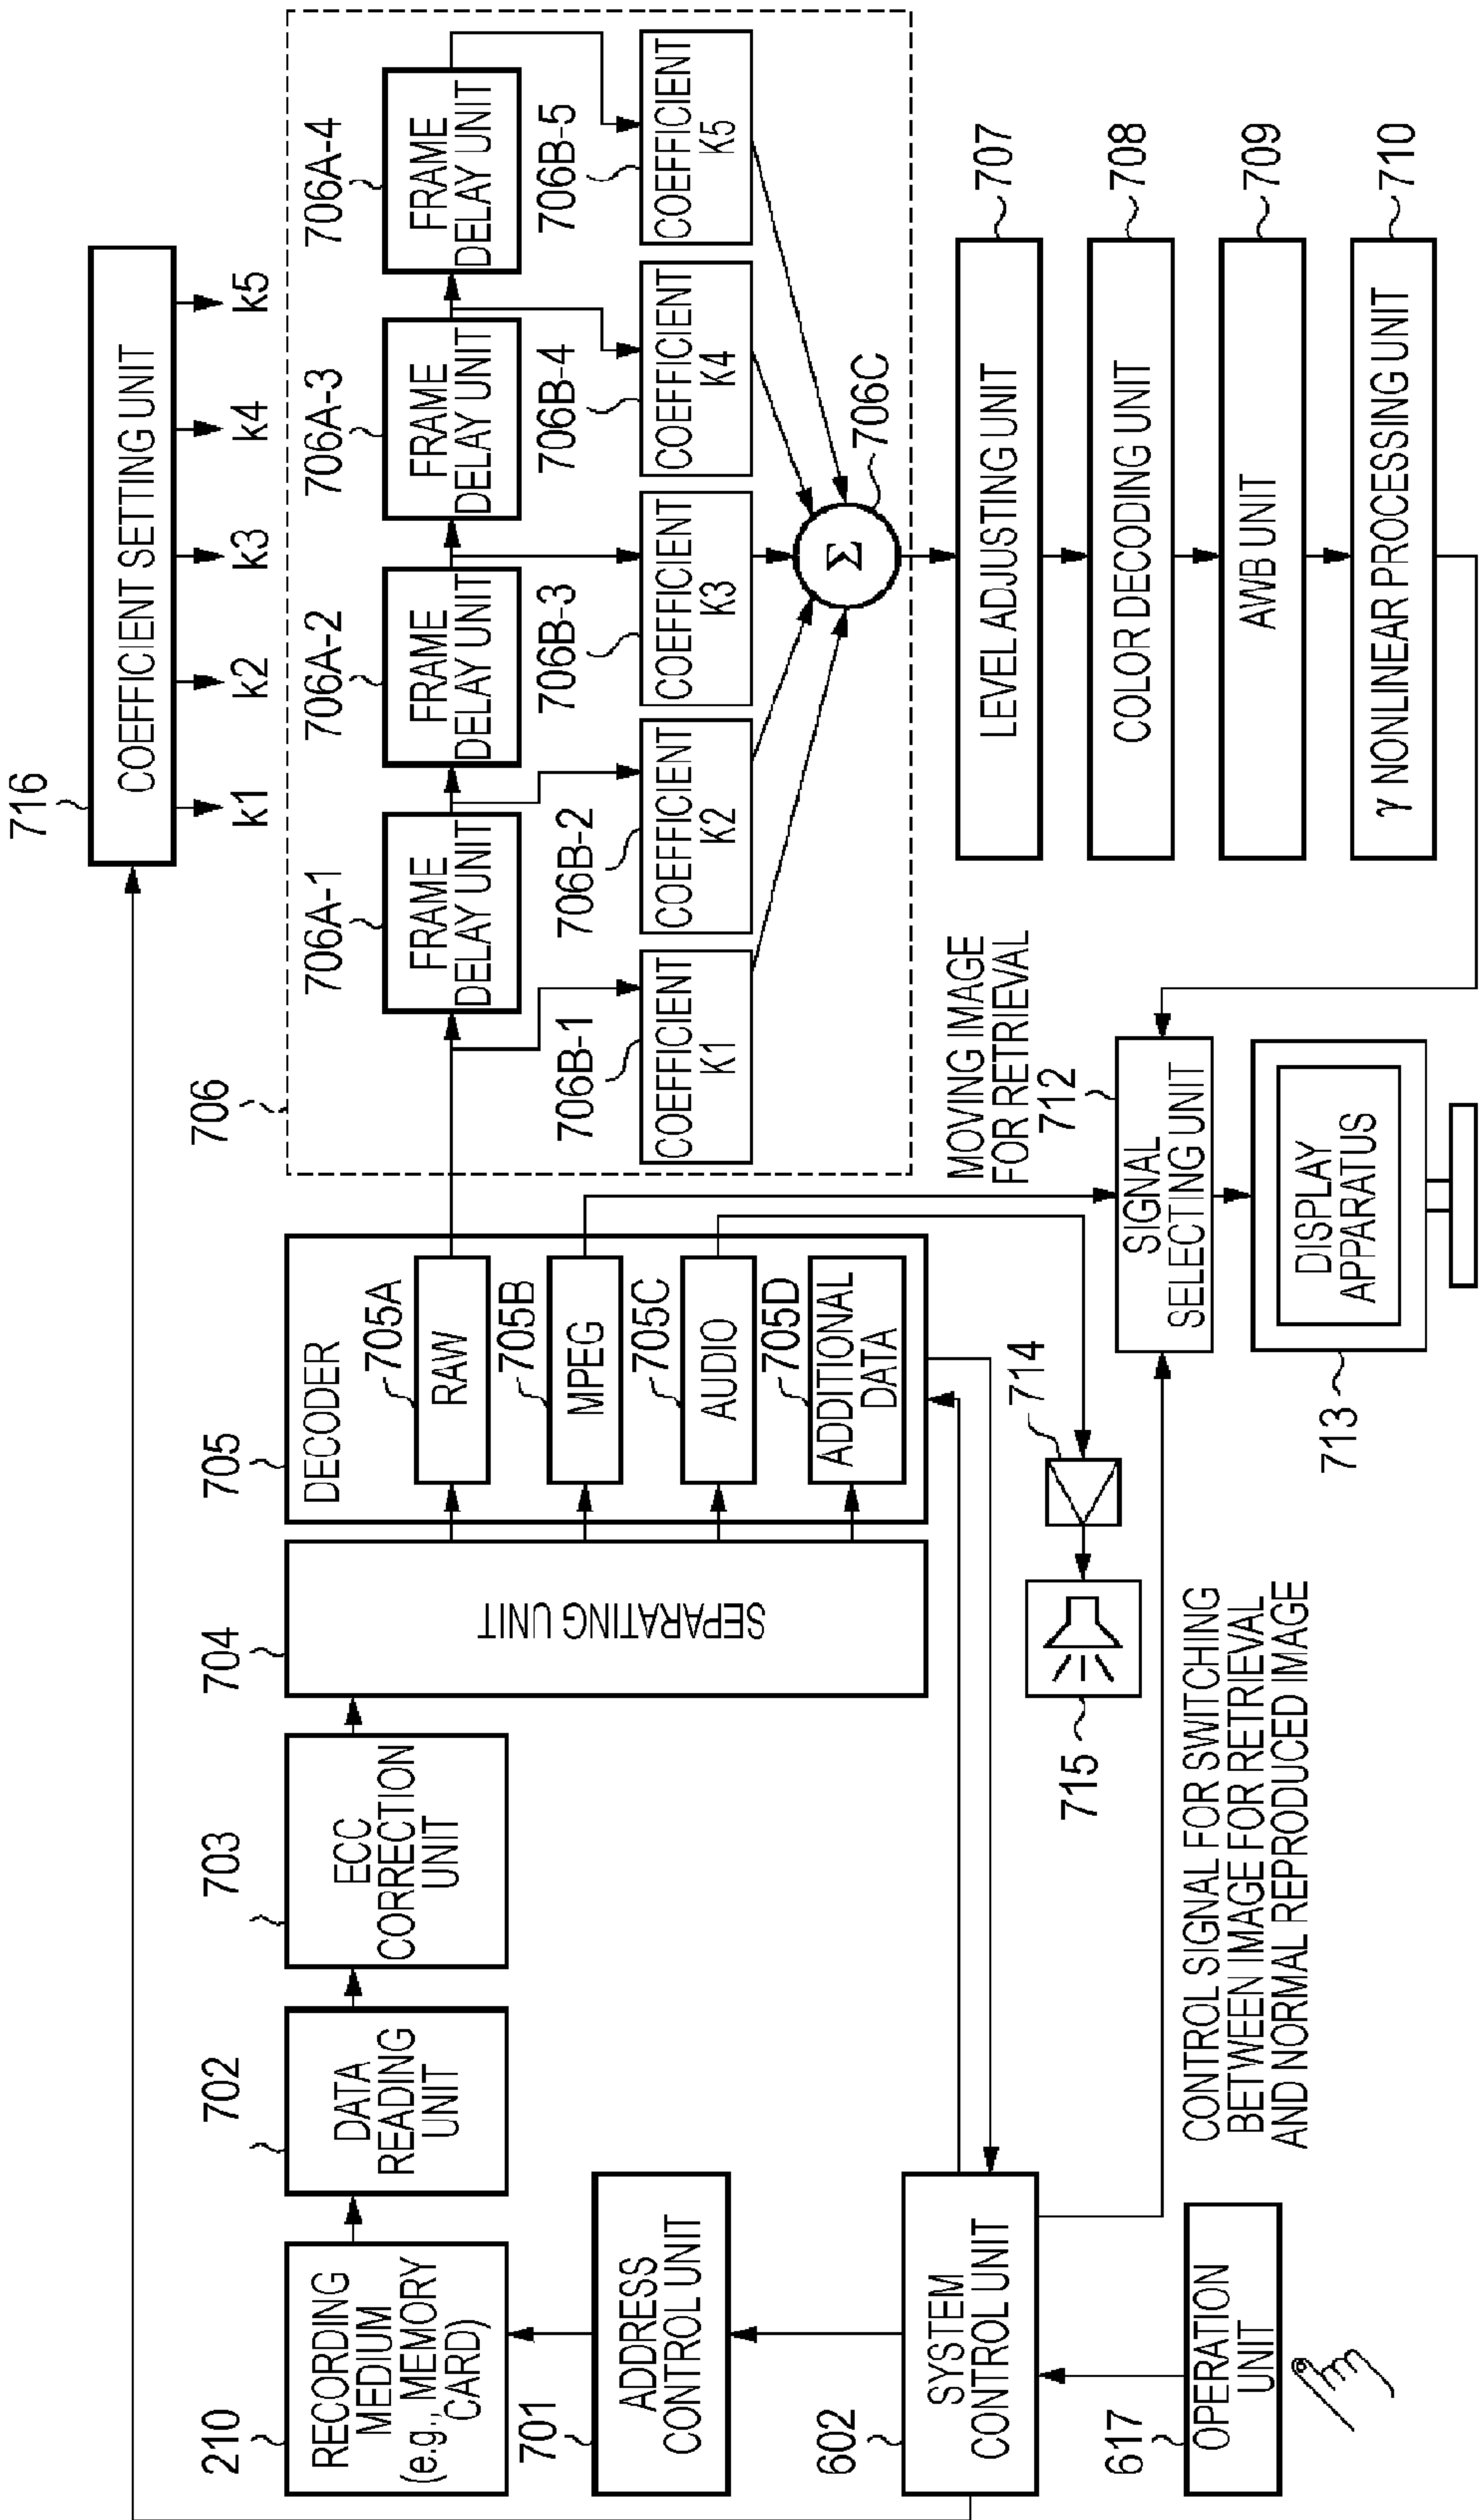 716
COEFFICIENT SETTING UNIT
k1
k2
k3
k4
k5
706
706A-1
FRAME
DELAY UNIT
706A-2
FRAME
DELAY UNIT
706A-3
FRAME
DELAY UNIT
706A-4
FRAME
DELAY UNIT
706B-1
COEFFICIENT
K1
706B-2
COEFFICIENT
K2
706B-3
COEFFICIENT
K3
706B-4
COEFFICIENT
K4
706B-5
COEFFICIENT
K5
Σ
706C
210
RECORDING
MEDIUM
(e.g., MEMORY
CARD)
702
DATA
READING
UNIT
703
ECC
CORRECTION
UNIT
704
SEPARATING UNIT
705
DECODER
705A
RAW
705B
MPEG
705C
AUDIO
705D
ADDITIONAL
DATA
701
ADDRESS
CONTROL UNIT
602
SYSTEM
CONTROL UNIT
617
OPERATION
UNIT
714
715
MOVING IMAGE
FOR RETRIEVAL
712
SIGNAL
SELECTING UNIT
DISPLAY
APPARATUS
713
LEVEL ADJUSTING UNIT
707
COLOR DECODING UNIT
708
AWB UNIT
709
γ NONLINEAR PROCESSING UNIT
710
CONTROL SIGNAL FOR SWITCHING
BETWEEN IMAGE FOR RETRIEVAL
AND NORMAL REPRODUCED IMAGE